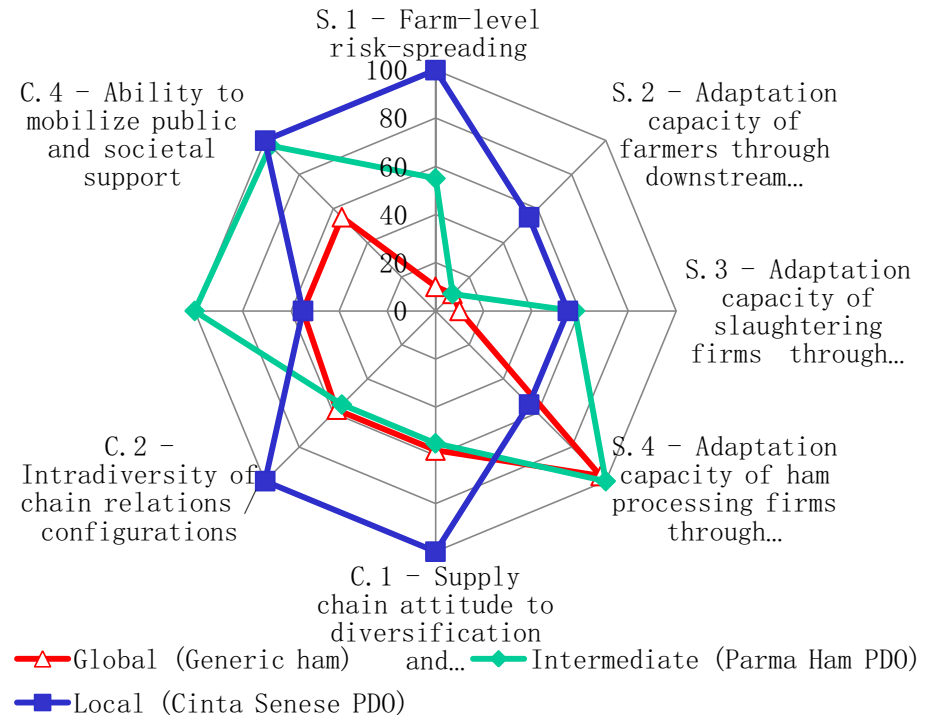 S.1 - Farm-level
risk-spreading
100
80
60
40
20
0
S.2 - Adaptation
capacity of
farmers through
downstream…
S.3 - Adaptation
capacity of
slaughtering
firms through…
S.4 - Adaptation
capacity of ham
processing firms
through…
C.1 - Supply
chain attitude to
diversification
and…
C.2 -
Intradiversity of
chain relations
configurations
C.4 - Ability to
mobilize public
and societal
support
Global (Generic ham)
Intermediate (Parma Ham PDO)
Local (Cinta Senese PDO)